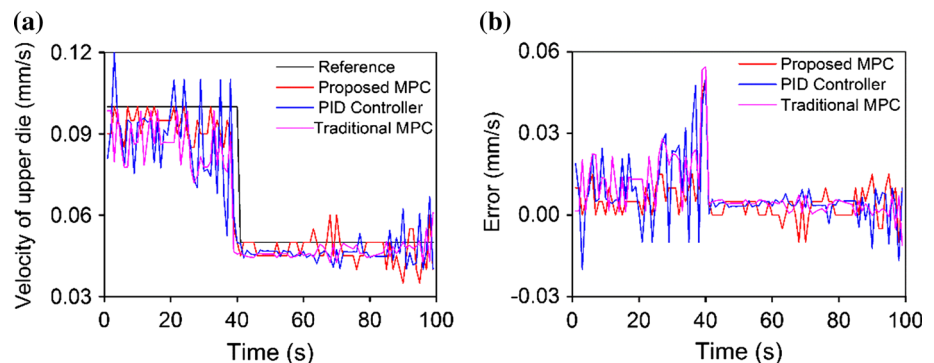 (a)
Velocity of upper die (mm/s)
0.12
0.09
0.06
0.03
Reference
Proposed MPC
PID Controller
Traditional MPC
0 20 40 60 80 100
Time (s)
(b)
Error (mm/s)
0.06
0.03
0.00
-0.03
Proposed MPC
PID Controller
Traditional MPC
0 20 40 60 80 100
Time (s)